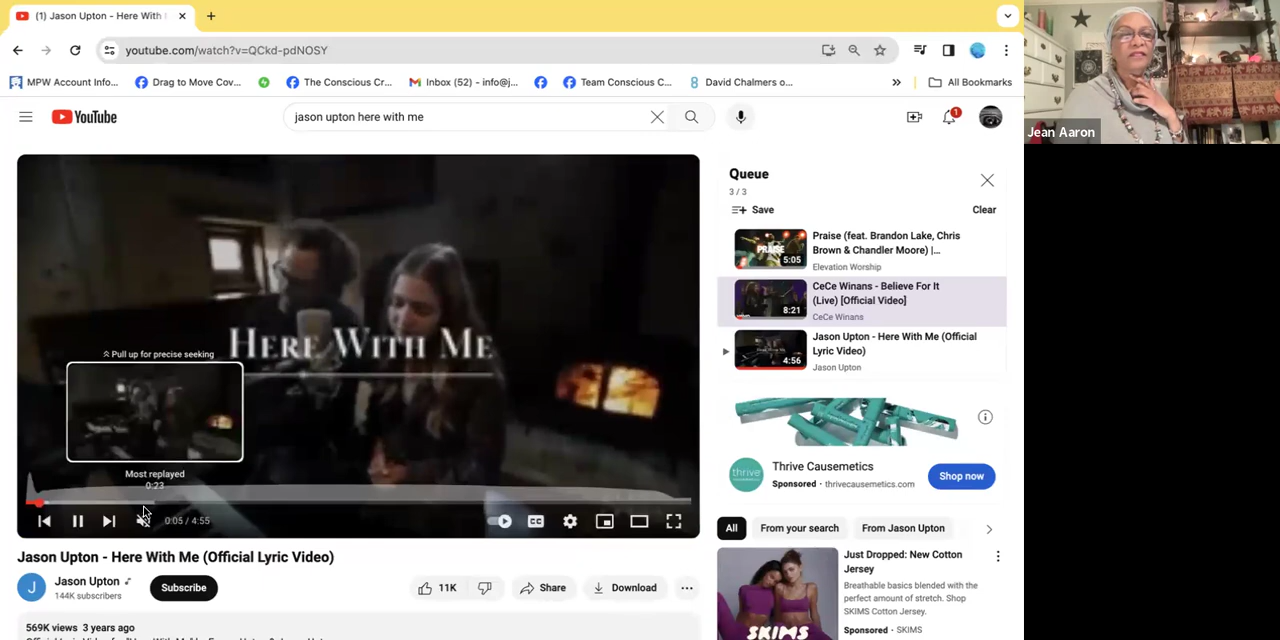 (1) Jason Upton - Here With
youtube.com/watch?v=QCkd-pdNOSY
MPW Account Info...
Drag to Move Cov...
The Conscious Cr...
Inbox (52) - info@j...
Team Conscious C...
David Chalmers o...
»
All Bookmarks
YouTube
jason upton here with me
1
HERE WITH ME
Pull up for precise seeking
Most replayed
0:23
0:05 / 4:55
CC
Jason Upton - Here With Me (Official Lyric Video)
J
Jason Upton
144K subscribers
Subscribe
11K
Share
Download
569K views 3 years ago
Queue
3 / 3
Save
Clear
PRAISE
5:05
Praise (feat. Brandon Lake, Chris
Brown & Chandler Moore) |...
Elevation Worship
8:21
CeCe Winans - Believe For It
(Live) [Official Video]
CeCe Winans
4:56
Jason Upton - Here With Me (Official
Lyric Video)
Jason Upton
thrive
Thrive Causemetics
Sponsored · thrivecausemetics.com
Shop now
All
From your search
From Jason Upton
SKIMS
Just Dropped: New Cotton
Jersey
Breathable basics blended with the
perfect amount of stretch. Shop
SKIMS Cotton Jersey.
Sponsored · SKIMS
Jean Aaron